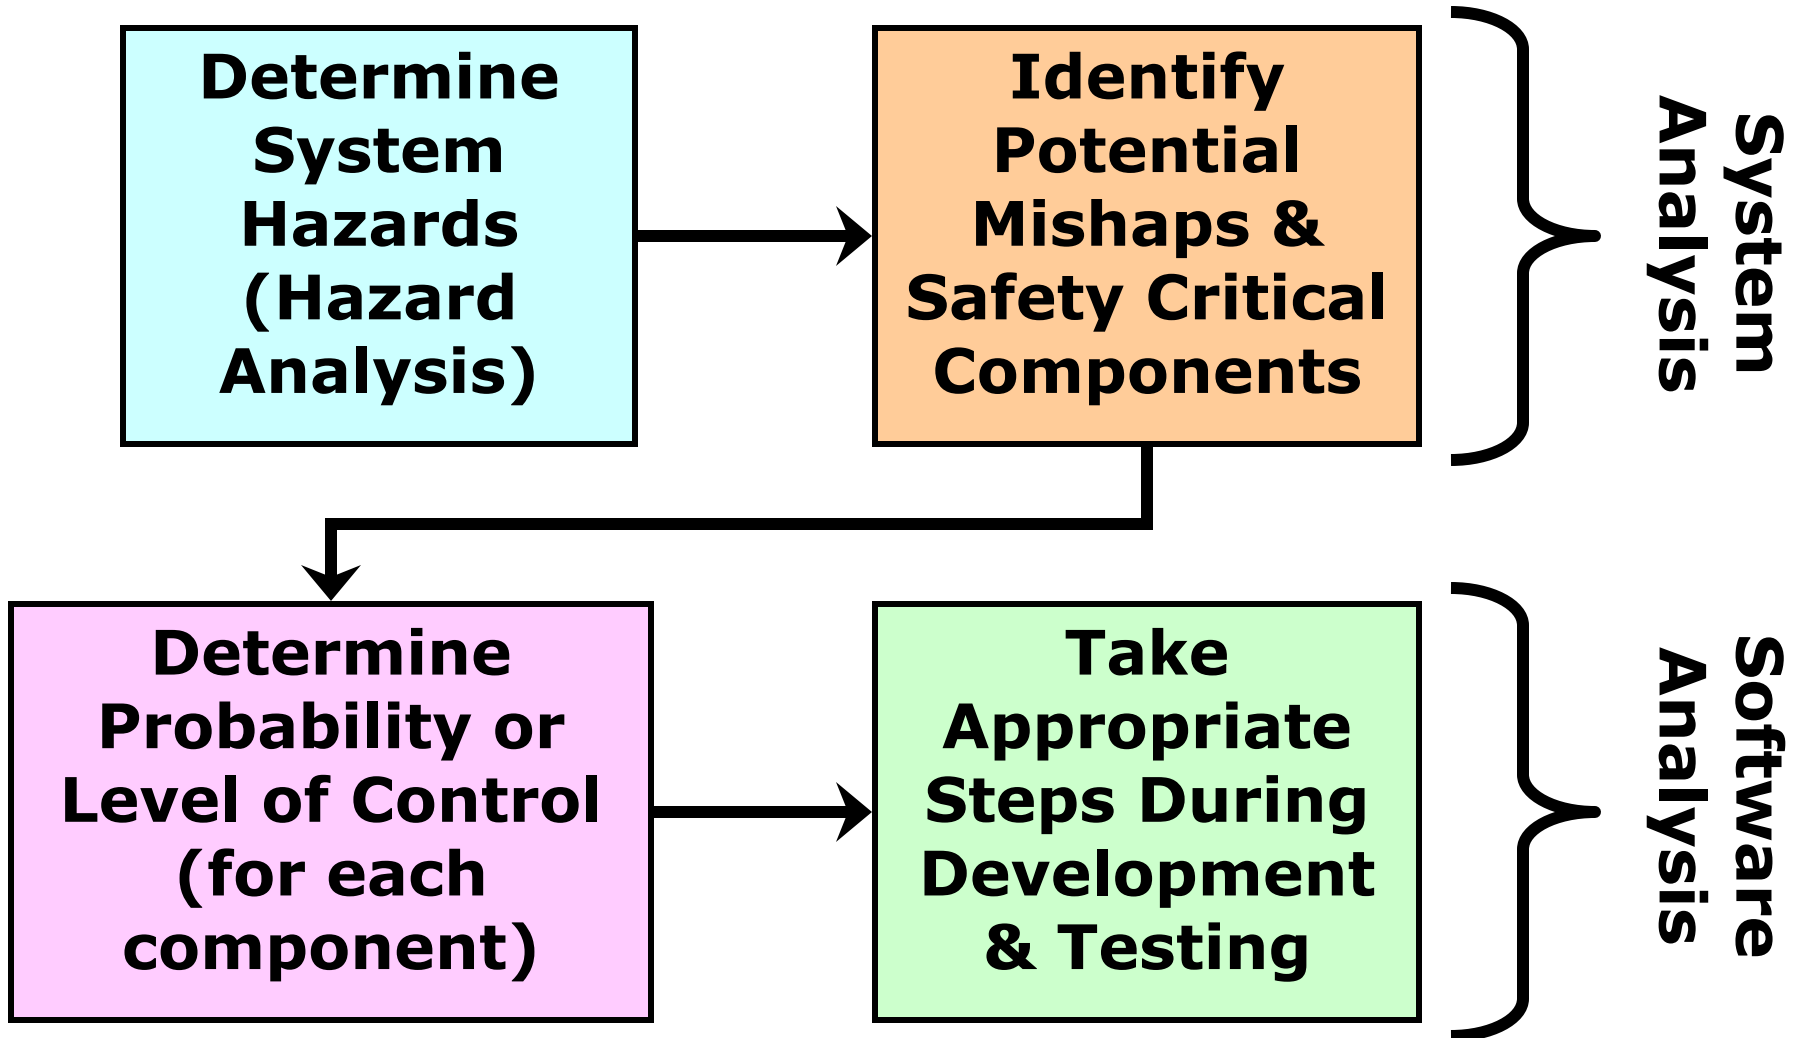 Determine
System
Hazards
(Hazard
Analysis)
Identify
Potential
Mishaps &
Safety Critical
Components
System
Analysis
Determine
Probability or
Level of Control
(for each
component)
Take
Appropriate
Steps During
Development
& Testing
Software
Analysis